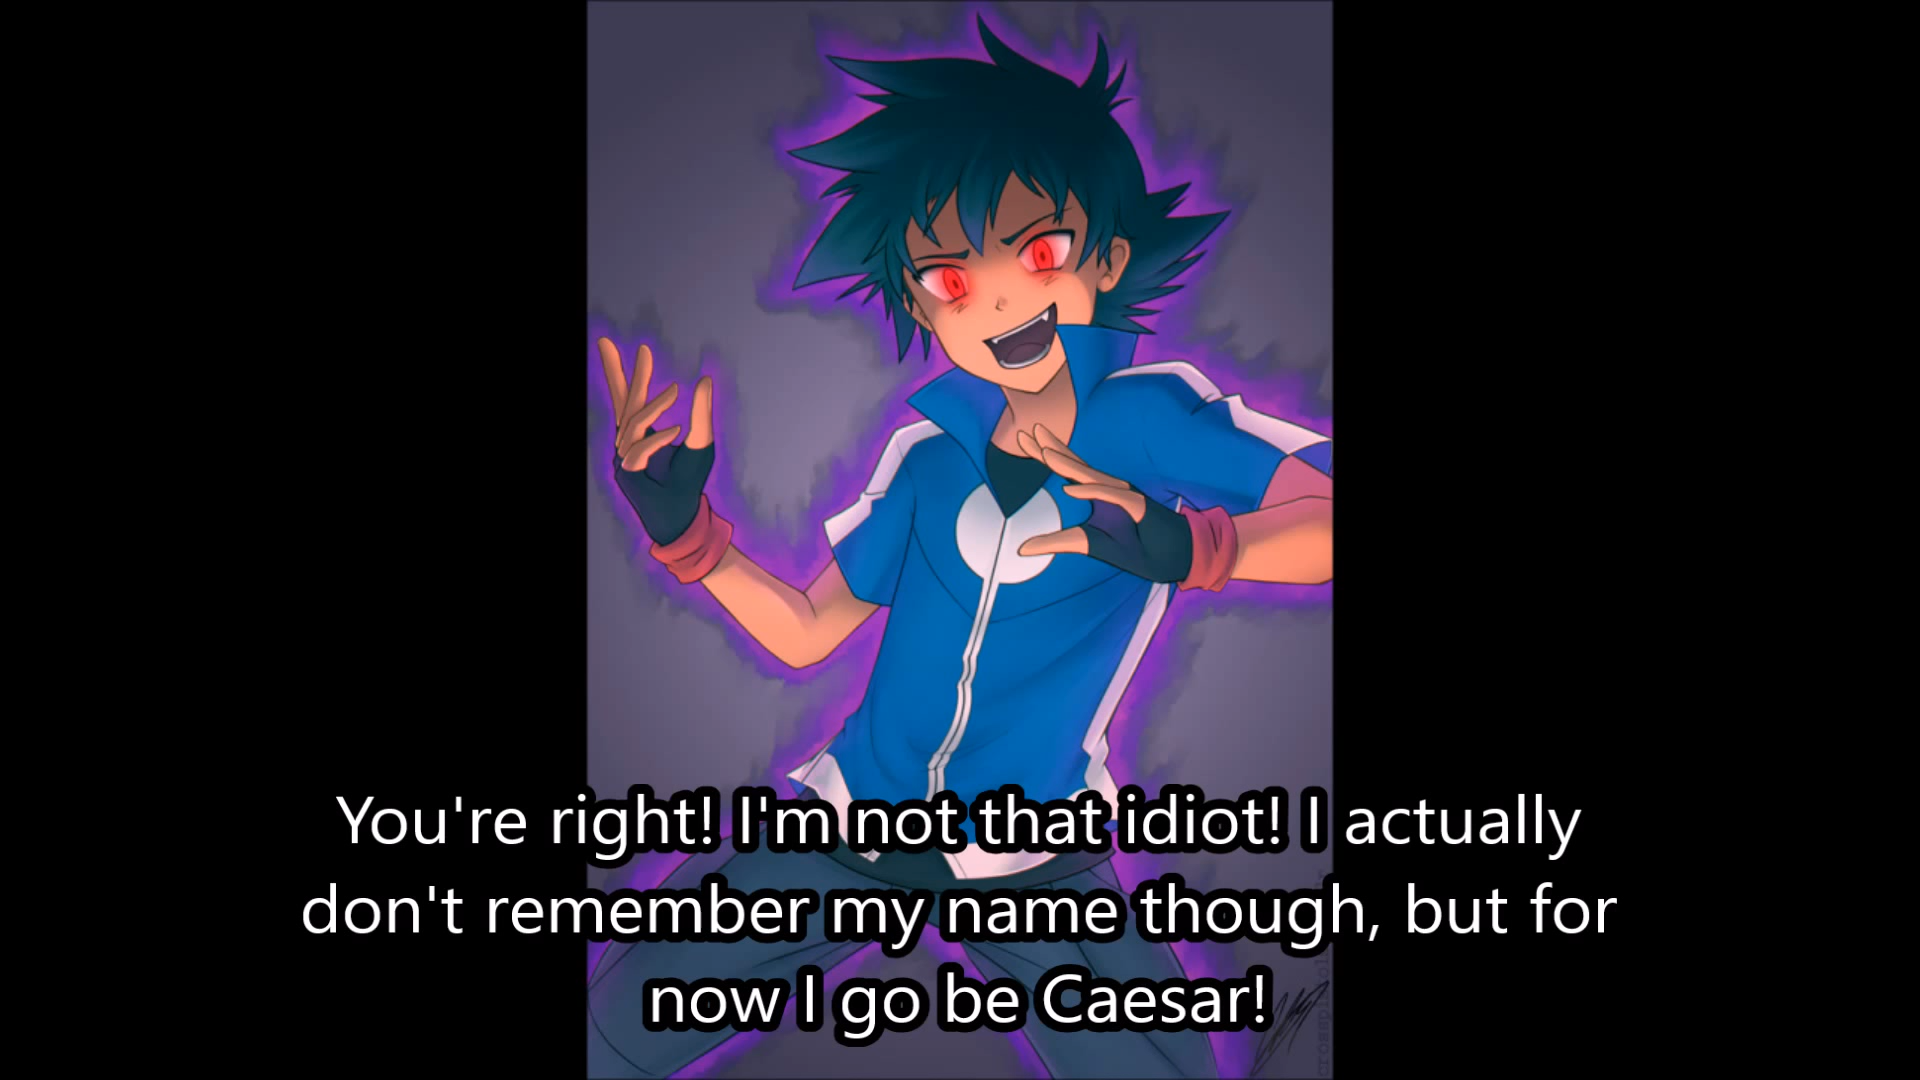 You're right! I'm not that idiot! I actually
don't remember my name though, but for
now I go be Caesar!